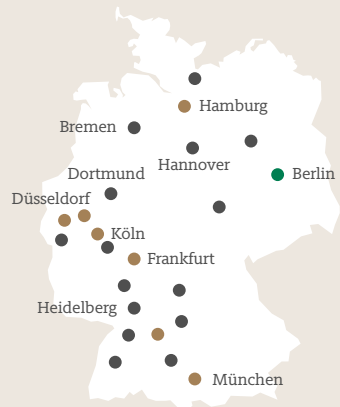 Hamburg
Bremen
Hannover
Dortmund
Berlin
Düsseldorf
Köln
Frankfurt
Heidelberg
München